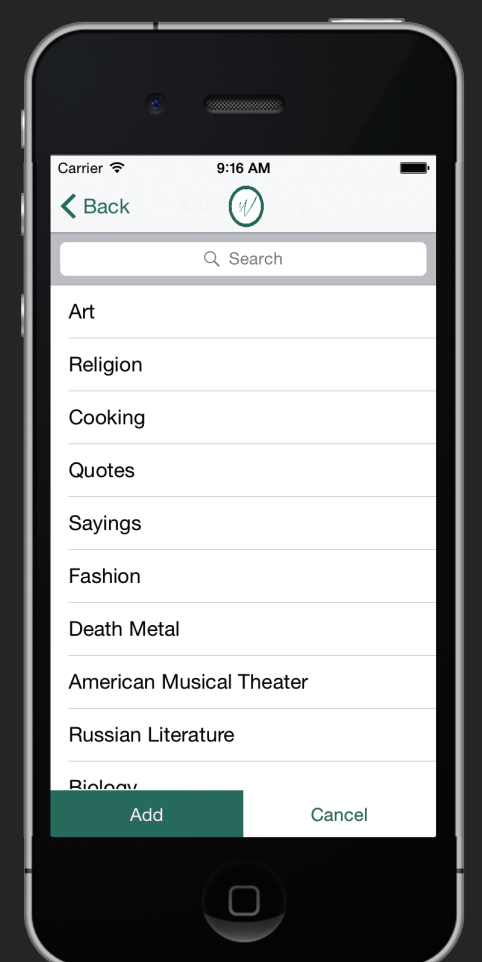 Carrier 9:16 AM
Back
Search
Art
Religion
Cooking
Quotes
Sayings
Fashion
Death Metal
American Musical Theater
Russian Literature
Biology
Add Cancel